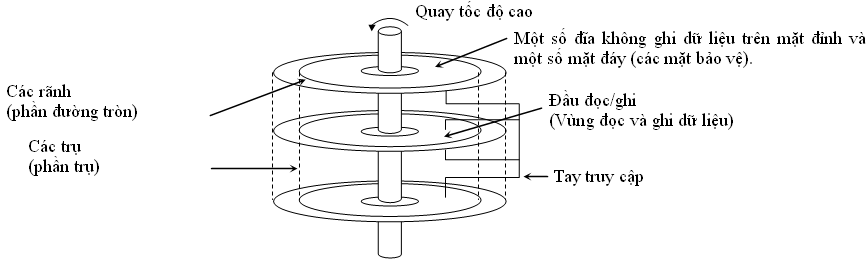 Quay tốc độ cao
Một số đĩa không ghi dữ liệu trên mặt đỉnh và
một số mặt đáy (các mặt bảo vệ).
Các rãnh
(phần đường tròn)
Đầu đọc/ghi
(Vùng đọc và ghi dữ liệu)
Các trụ
(phần trụ)
Tay truy cập